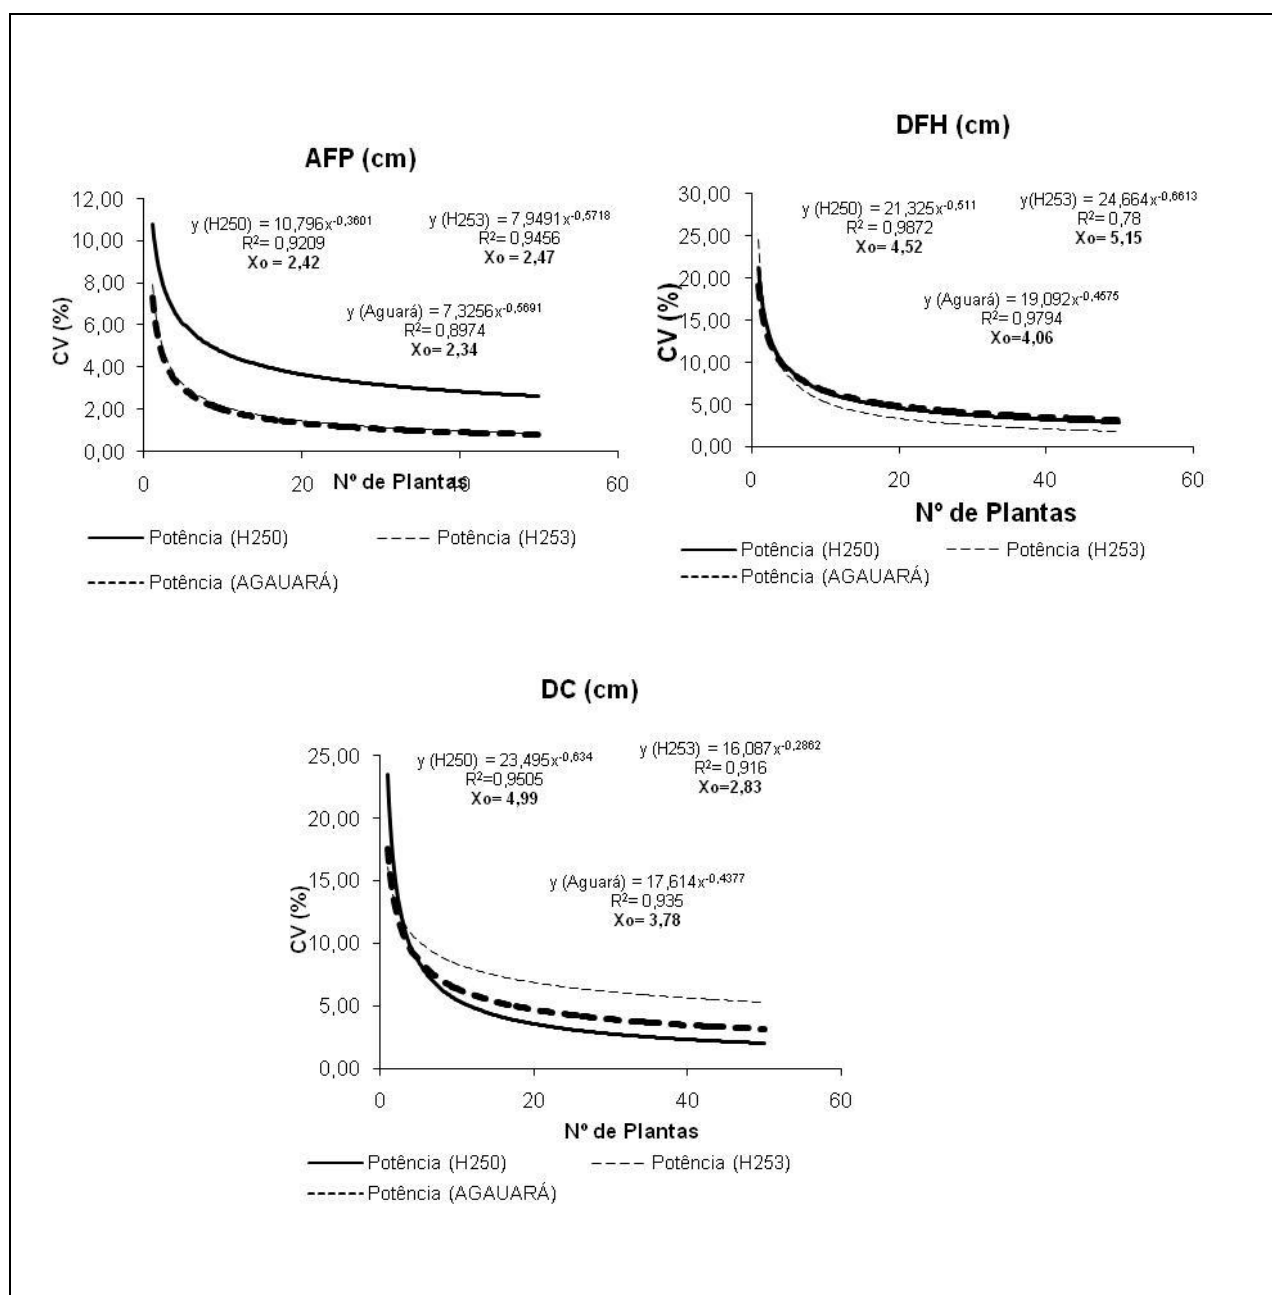 AFP (cm)
12,00
10,00
8,00
6,00
4,00
2,00
0,00
CV (%)
y (H250) = 10,796x-0,3601
R²= 0,9209
Xo = 2,42
y (H253) = 7,9491x-0,5718
R²= 0,9456
Xo = 2,47
y (Aguará) = 7,3256x-0,5691
R²= 0,8974
Xo= 2,34
0 20 40 60
Nº de Plantas
Potência (H250) Potência (H253)
Potência (AGAUARÁ)
DFH (cm)
30,00
25,00
20,00
15,00
10,00
5,00
0,00
CV (%)
y (H250) = 21,325x-0,511
R²= 0,9872
Xo= 4,52
y(H253) = 24,664x-0,6613
R²= 0,78
Xo= 5,15
y (Aguará) = 19,092x-0,4575
R²= 0,9794
Xo=4,06
0 20 40 60
Nº de Plantas
Potência (H250) Potência (H253)
Potência (AGAUARÁ)
DC (cm)
25,00
20,00
15,00
10,00
5,00
0,00
CV (%)
y (H250) = 23,495x-0,634
R²=0,9505
Xo= 4,99
y (H253) = 16,087x-0,2862
R²= 0,916
Xo=2,83
y (Aguará) = 17,614x-0,4377
R²= 0,935
Xo= 3,78
0 20 40 60
Nº de Plantas
Potência (H250) Potência (H253)
Potência (AGAUARÁ)